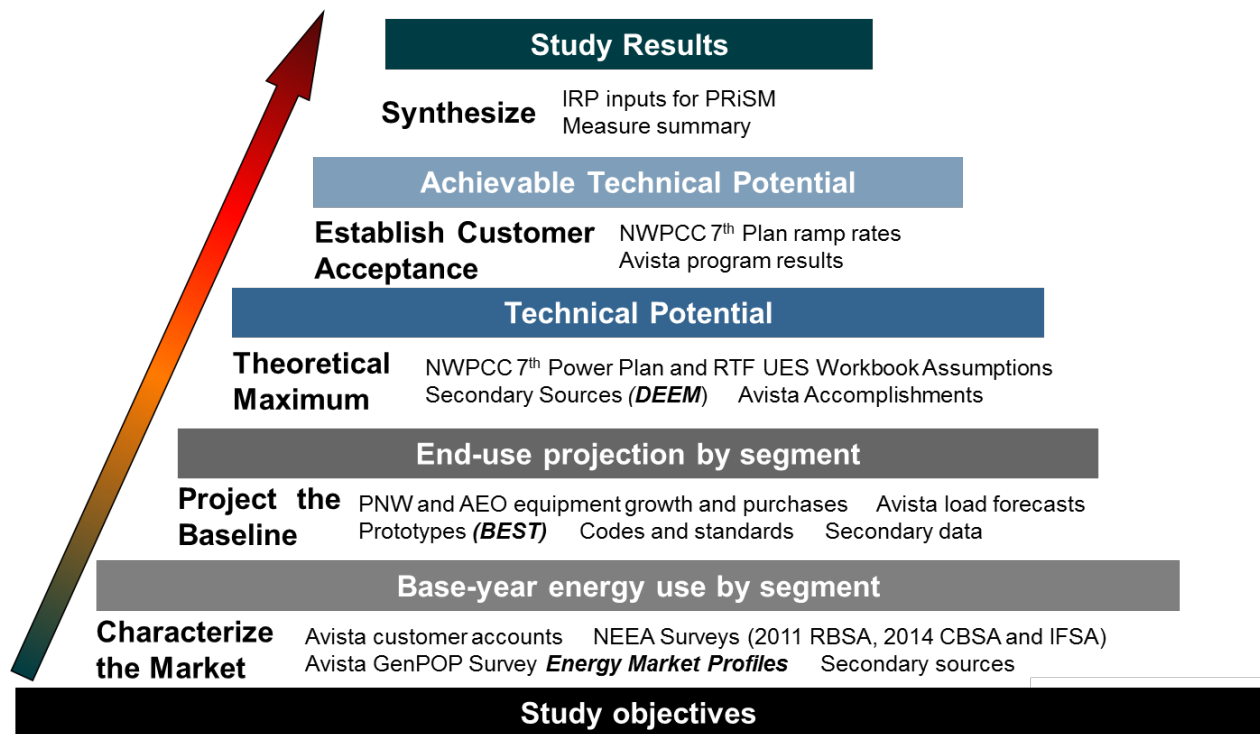 Study Results
Synthesize
IRP inputs for PRiSM
Measure summary
Achievable Technical Potential
Establish Customer
Acceptance
NWPCC 7th Plan ramp rates
Avista program results
Technical Potential
Theoretical
Maximum
NWPCC 7th Power Plan and RTF UES Workbook Assumptions
Secondary Sources (DEEM) Avista Accomplishments
End-use projection by segment
Project the
Baseline
PNW and AEO equipment growth and purchases Avista load forecasts
Prototypes (BEST) Codes and standards Secondary data
Base-year energy use by segment
Characterize
the Market
Avista customer accounts NEEA Surveys (2011 RBSA, 2014 CBSA and IFSA)
Avista GenPOP Survey Energy Market Profiles Secondary sources
Study objectives